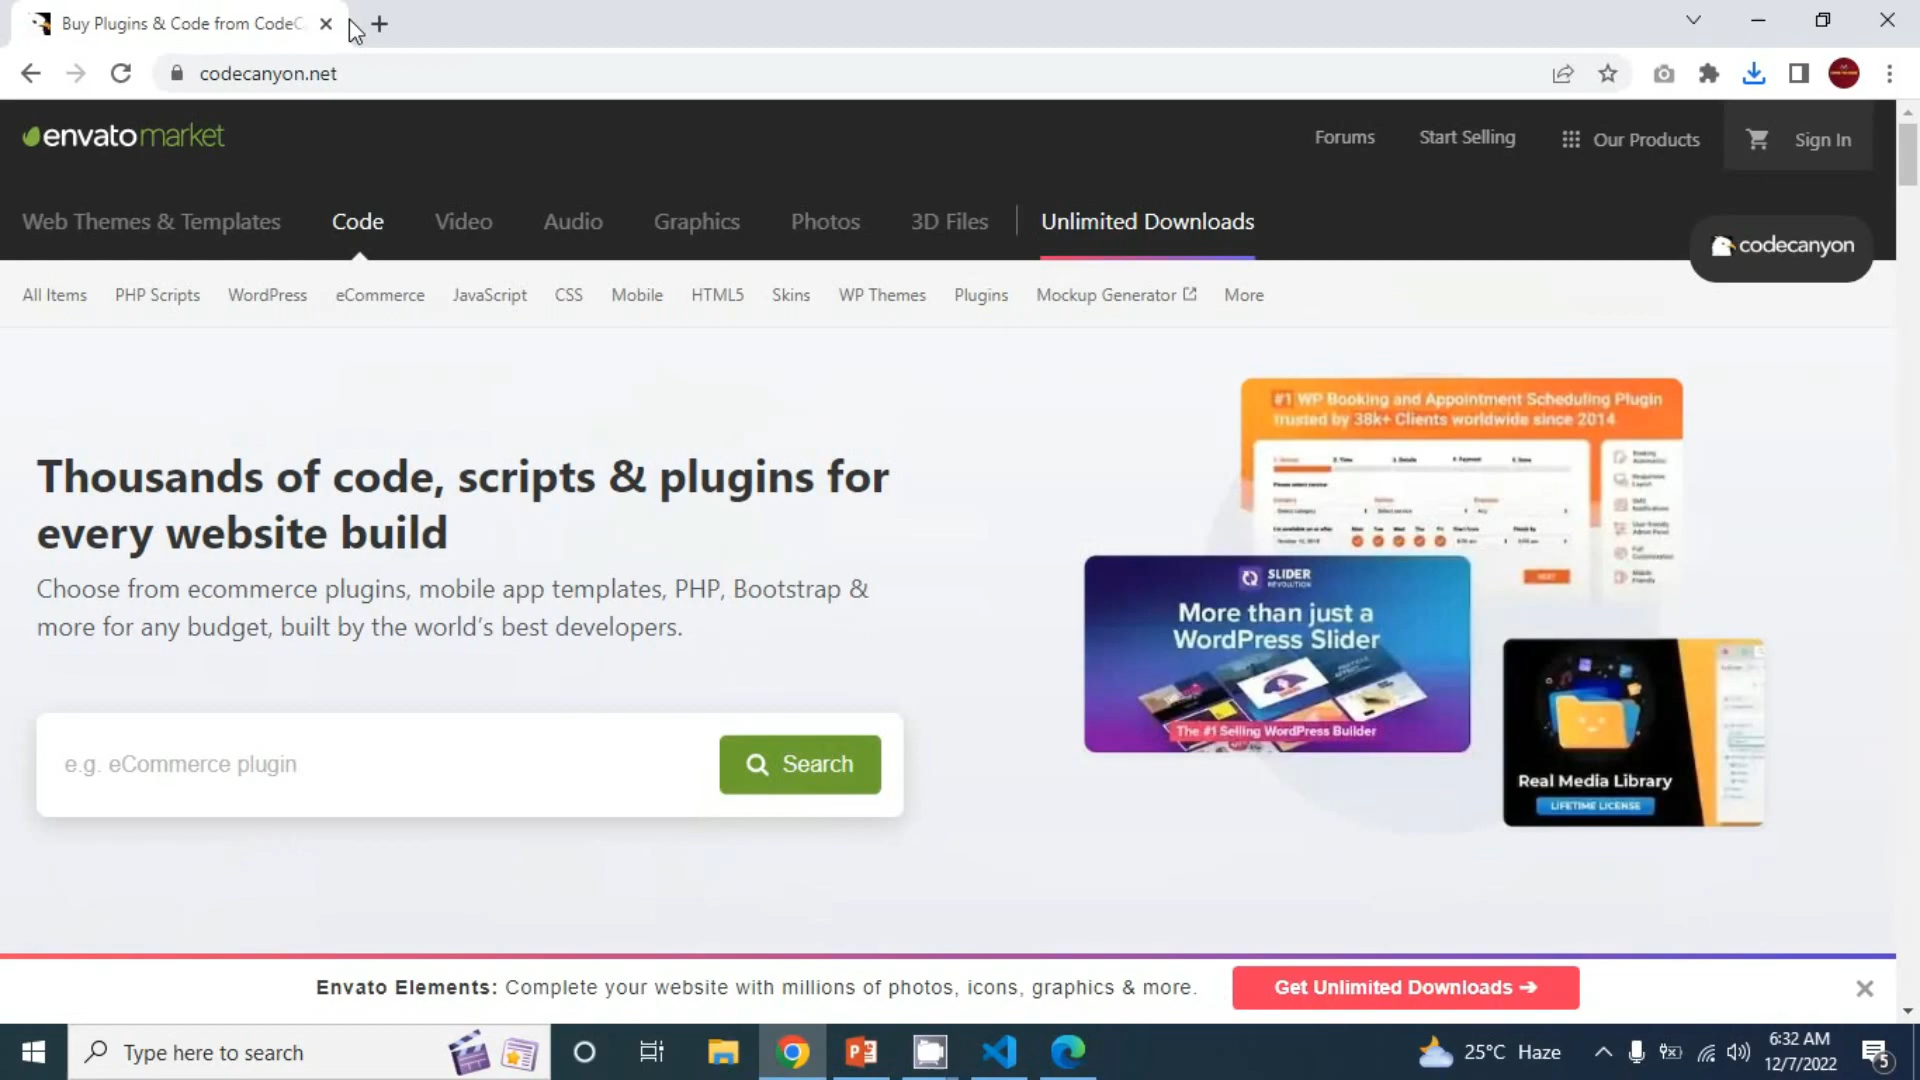 Buy Plugins & Code from CodeC
codecanyon.net
envatomarket
Forums
Start Selling
Our Products
Sign In
Web Themes & Templates
Code
Video
Audio
Graphics
Photos
3D Files
Unlimited Downloads
codecanyon
All Items
PHP Scripts
WordPress
eCommerce
JavaScript
CSS
Mobile
HTML5
Skins
WP Themes
Plugins
Mockup Generator
More
Thousands of code, scripts & plugins for
every website build
Choose from ecommerce plugins, mobile app templates, PHP, Bootstrap &
more for any budget, built by the world's best developers.
e.g. eCommerce plugin
Search
#1 WP Booking and Appointment Scheduling Plugin
trusted by 38k+ Clients worldwide since 2014
SLIDER
REVOLUTION
More than just a
WordPress Slider
The #1 Selling WordPress Builder
Real Media Library
LIFETIME LICENSE
Envato Elements: Complete your website with millions of photos, icons, graphics & more.
Get Unlimited Downloads →
Type here to search
25°C Haze
6:32 AM
12/7/2022
5